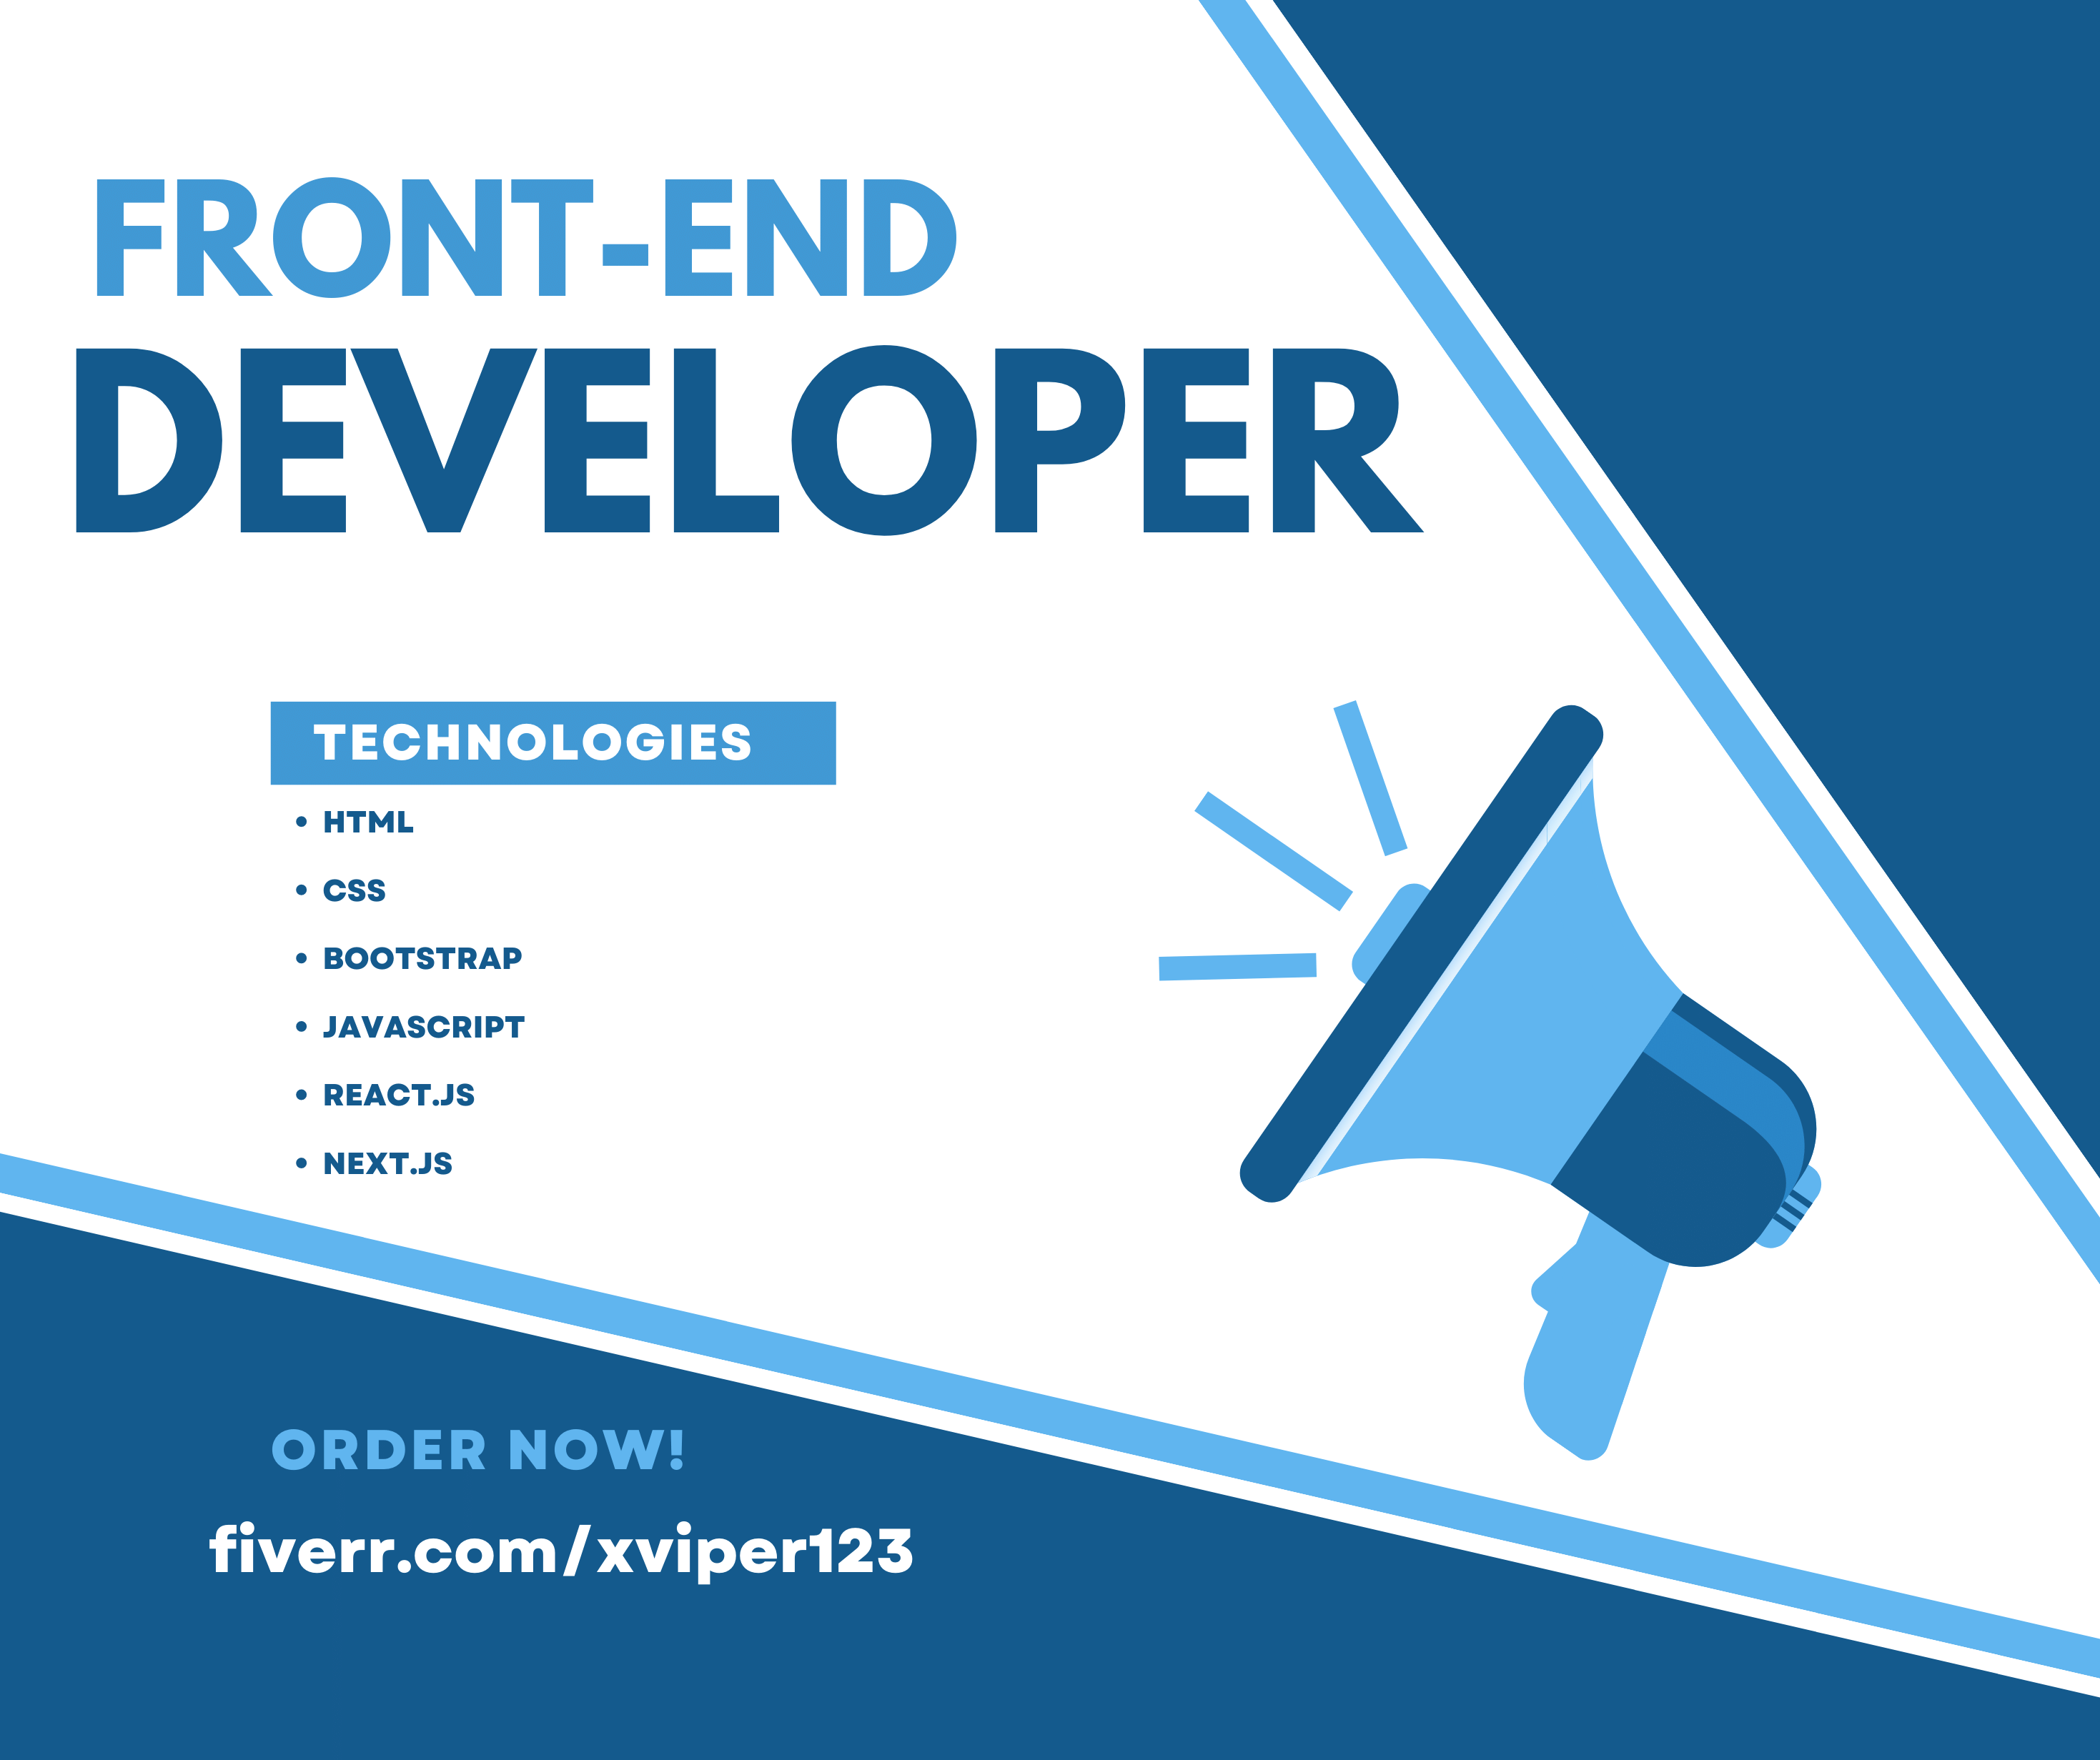 FRONT-END
DEVELOPER
TECHNOLOGIES
• HTML
• CSS
• BOOTSTRAP
• JAVASCRIPT
• REACT.JS
• NEXT.JS
ORDER NOW!
fiverr.com/xviper123